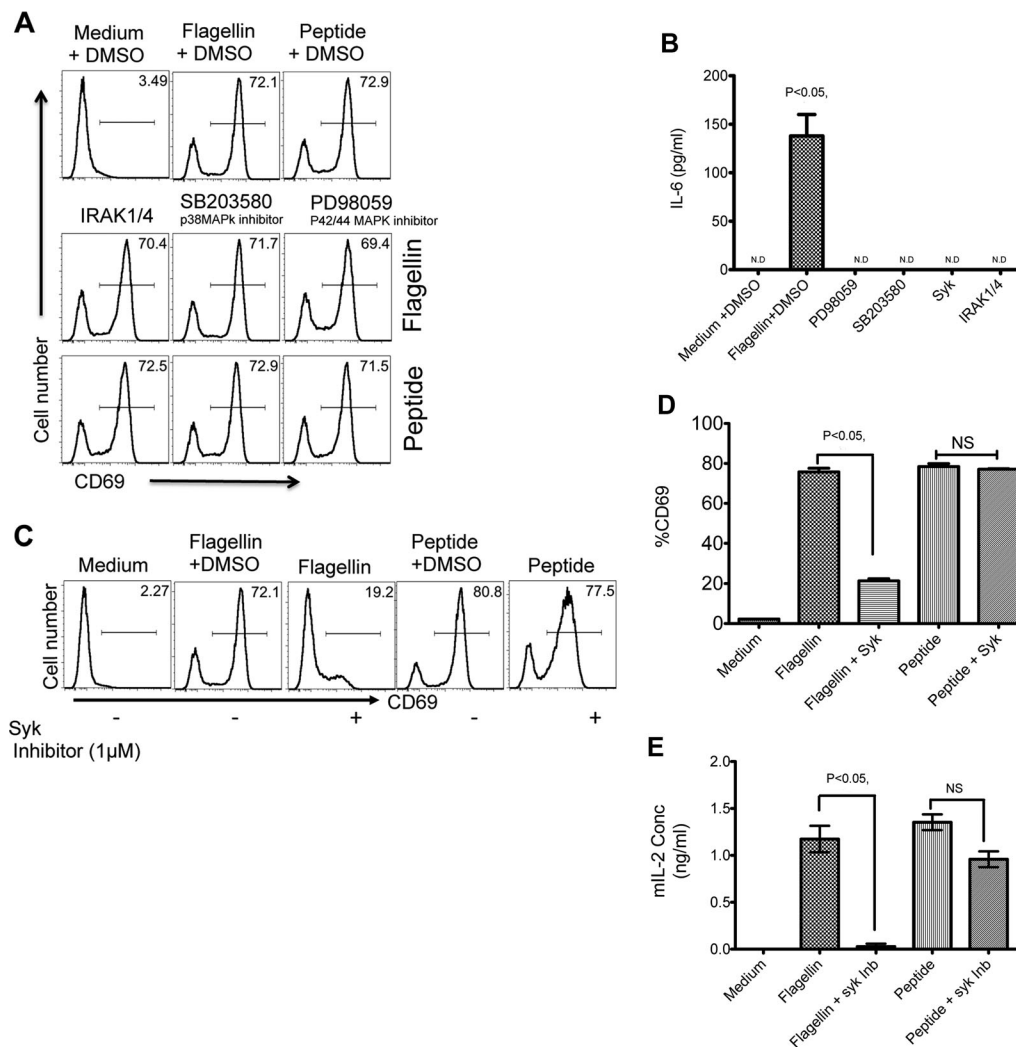 A
Medium
+ DMSO
Flagellin
+ DMSO
Peptide
+ DMSO
3.49
72.1
72.9
IRAK1/4
SB203580
p38MAPk inhibitor
PD98059
P42/44 MAPK inhibitor
70.4
71.7
69.4
Flagellin
72.5
72.9
71.5
Peptide
Cell number
CD69
B
IL-6 (pg/ml)
200
150
100
50
0
P<0.05,
N.D
N.D
N.D
N.D
N.D
Medium +DMSO
Flagellin+DMSO
PD98059
SB203580
Syk
IRAK1/4
C
Medium
Flagellin
+DMSO
Flagellin
Peptide
+DMSO
Peptide
2.27
72.1
19.2
80.8
77.5
Cell number
CD69
Syk
Inhibitor (1µM)
-
-
+
-
+
D
%CD69
100
80
60
40
20
0
P<0.05,
NS
Medium
Flagellin
Flagellin + Syk
Peptide
Peptide + Syk
E
mIL-2 Conc
(ng/ml)
2.0
1.5
1.0
0.5
0.0
P<0.05,
NS
Medium
Flagellin
Flagellin + syk Inb
Peptide
Peptide + syk Inb